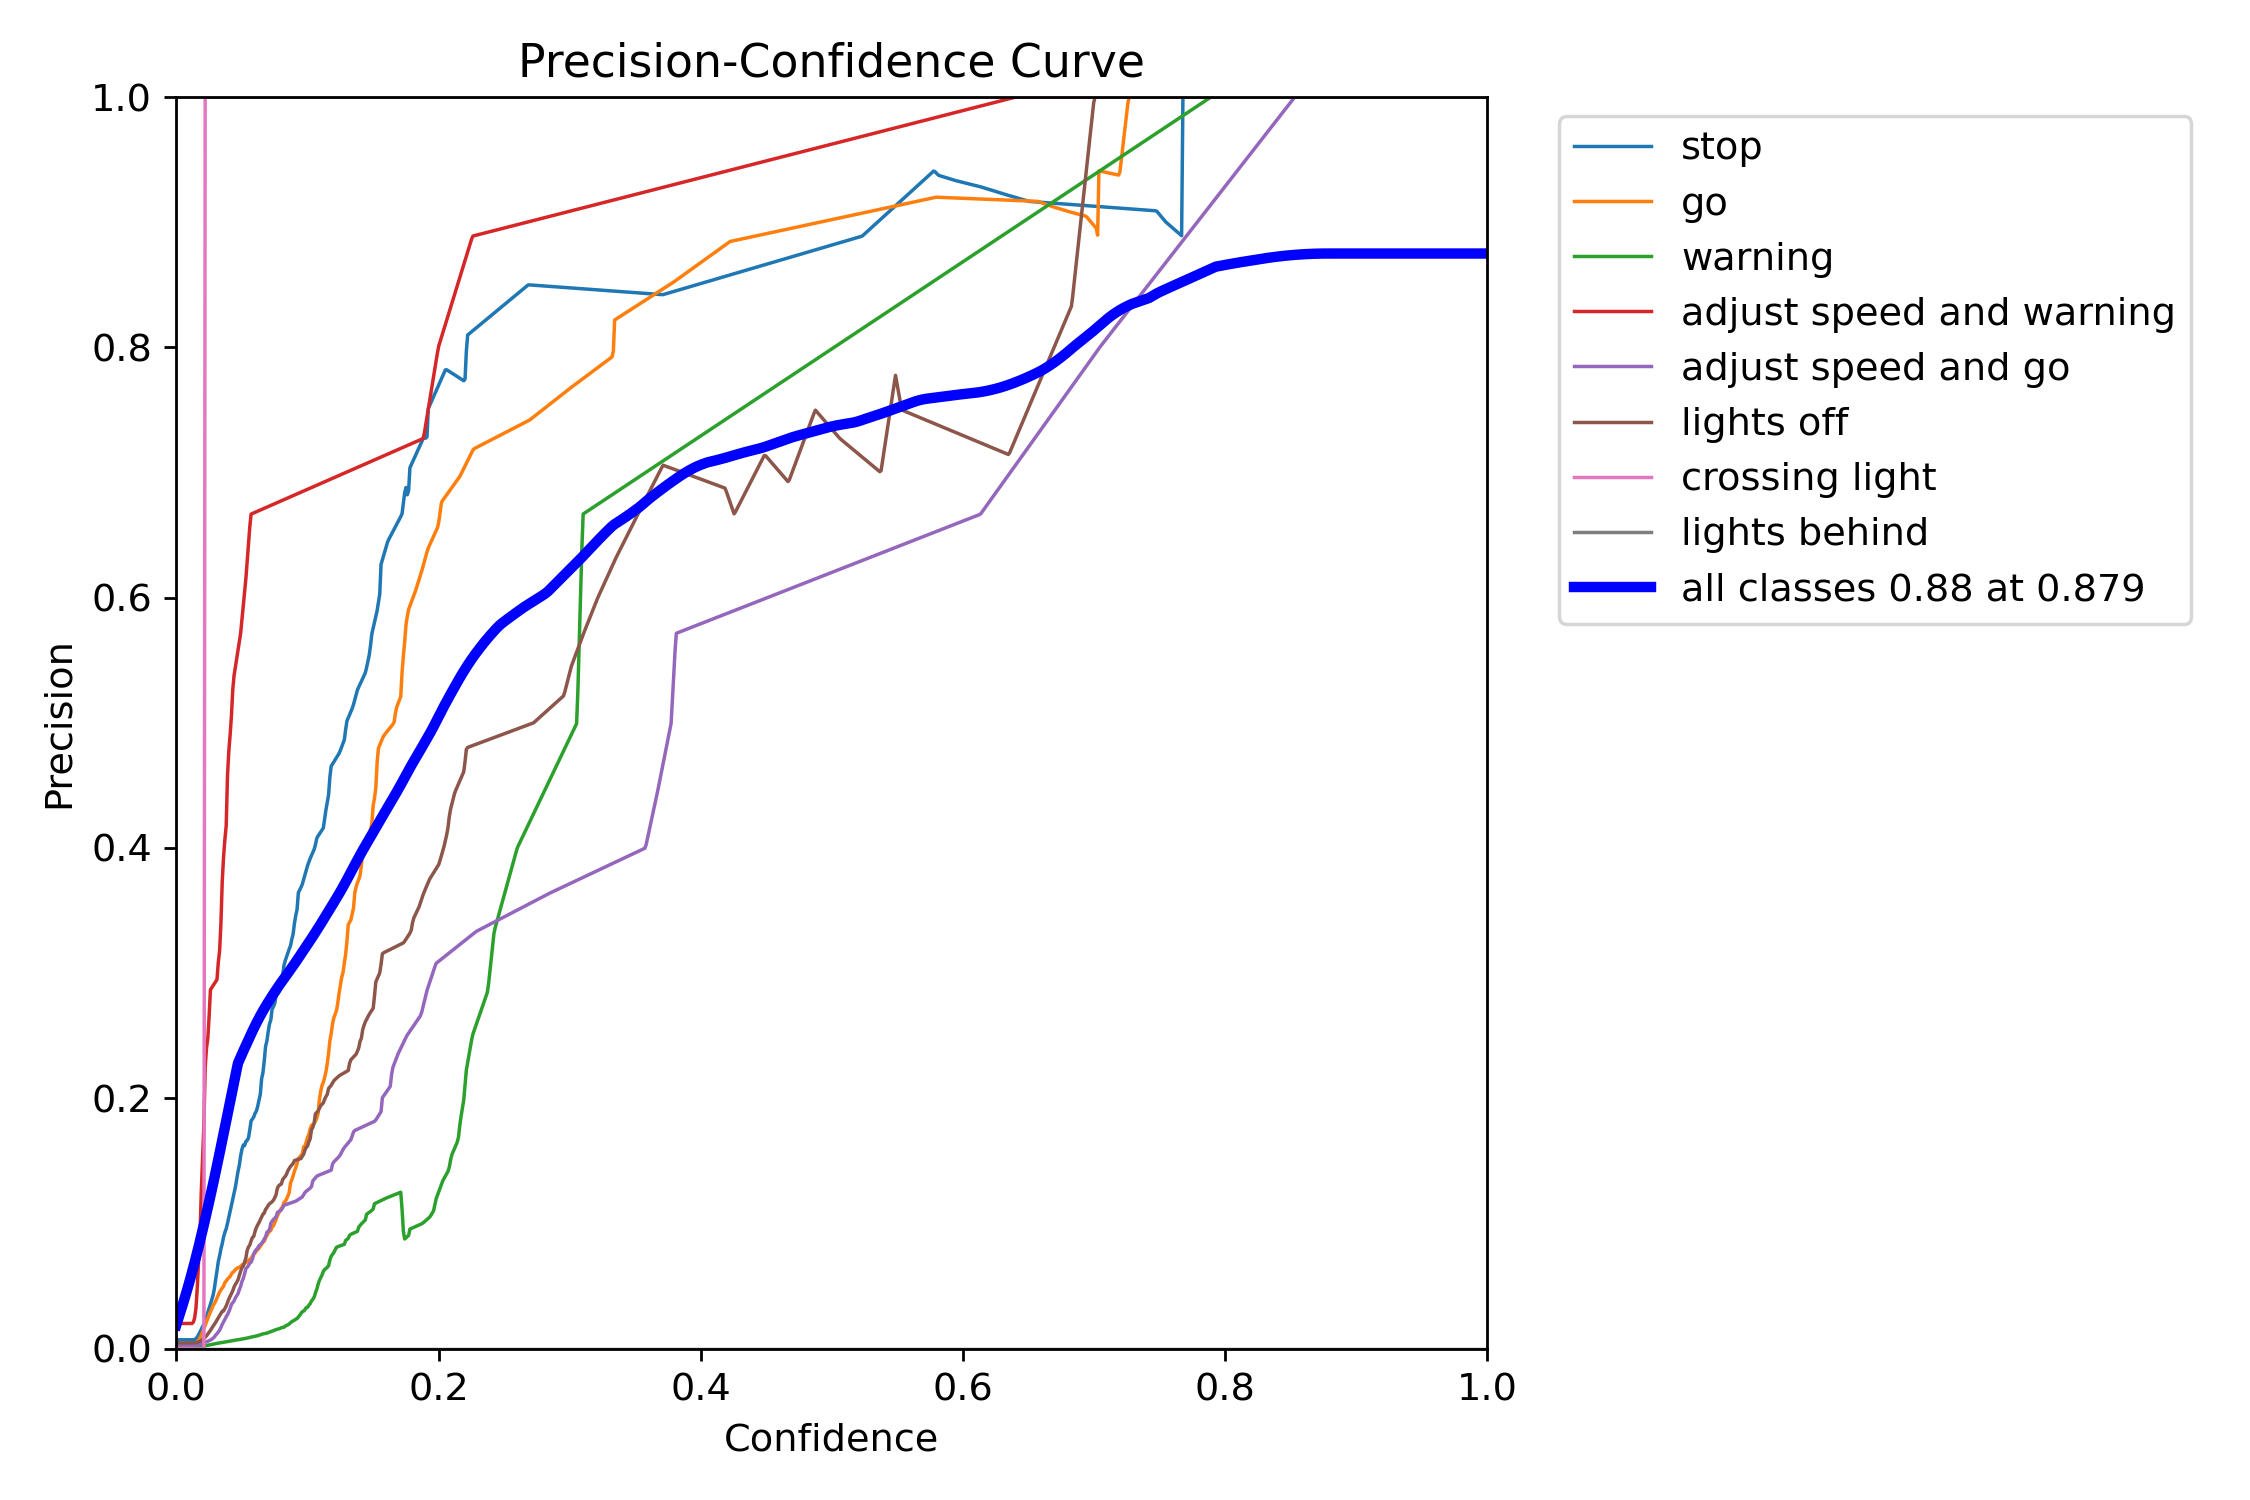 Precision-Confidence Curve
1.0
0.8
0.6
0.4
0.2
0.0
Precision
0.0 0.2 0.4 0.6 0.8 1.0
Confidence
stop
go
warning
adjust speed and warning
adjust speed and go
lights off
crossing light
lights behind
all classes 0.88 at 0.879